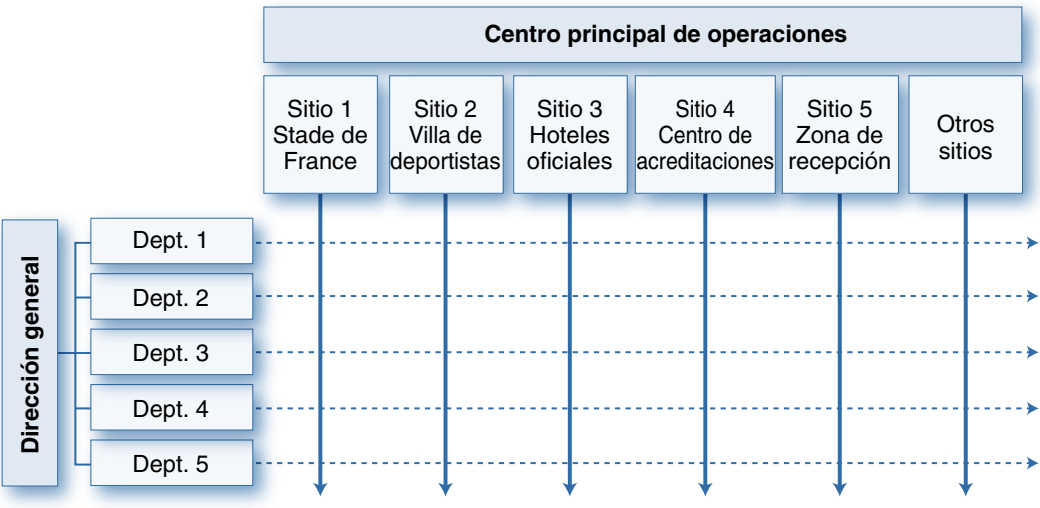 Centro principal de operaciones
Sitio 1
Stade de
France
Sitio 2
Villa de
deportistas
Sitio 3
Hoteles
oficiales
Sitio 4
Centro de
acreditaciones
Sitio 5
Zona de
recepción
Otros
sitios
Dirección general
Dept. 1
Dept. 2
Dept. 3
Dept. 4
Dept. 5